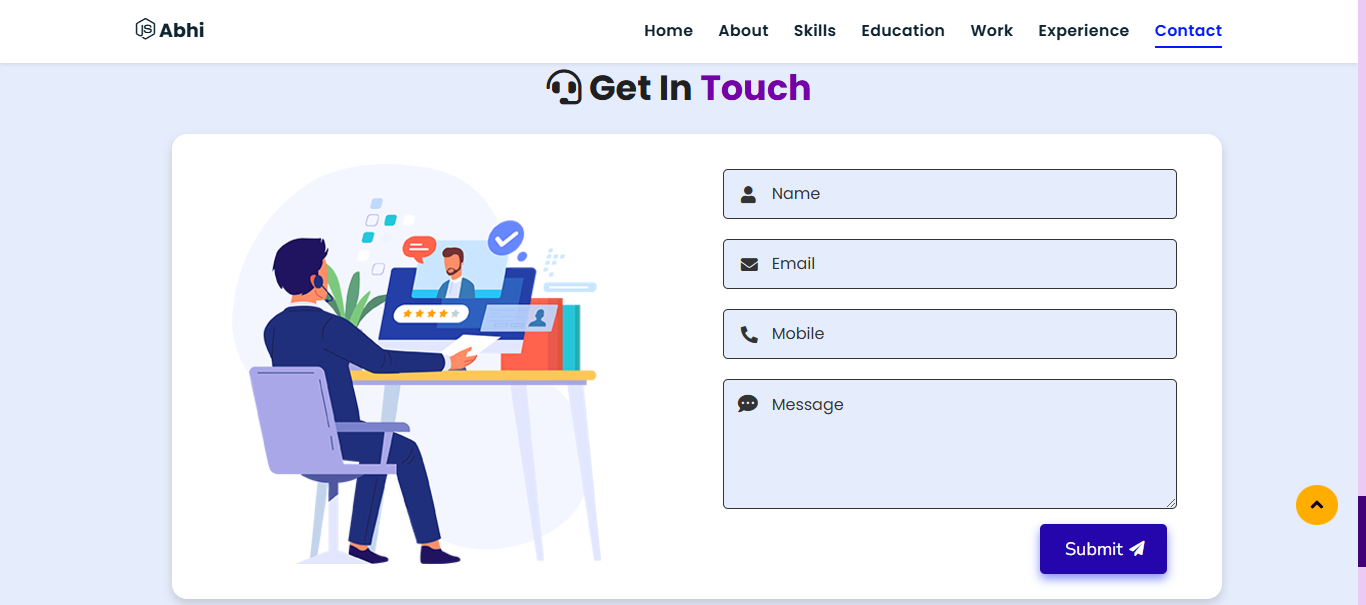 JS Abhi
Home About Skills Education Work Experience Contact
Get In Touch
Name
Email
Mobile
Message
Submit